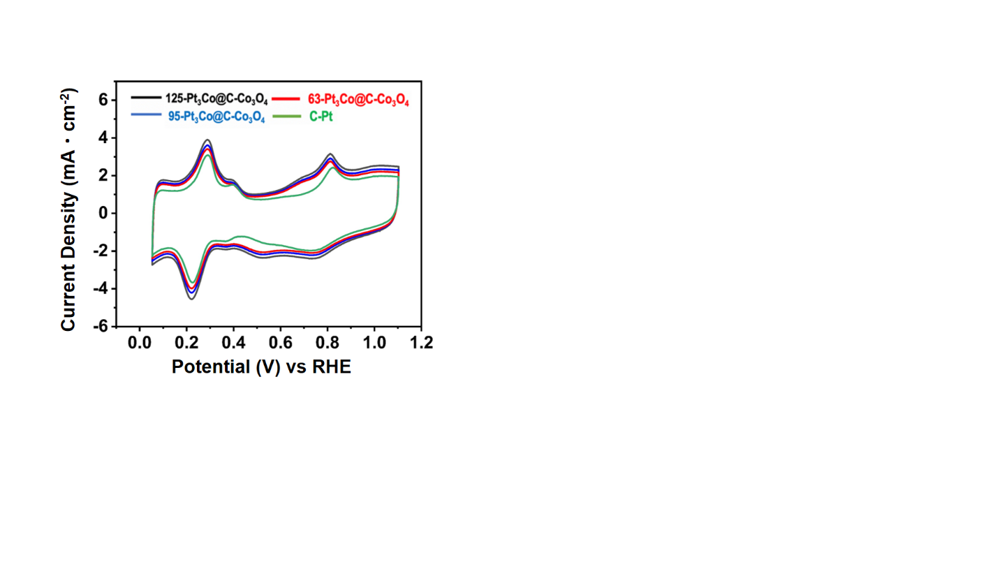 125-Pt₃Co@C-Co₃O₄ 63-Pt₃Co@C-Co₃O₄
95-Pt₃Co@C-Co₃O₄ C-Pt
Current Density (mA · cm⁻²)
6
4
2
0
-2
-4
-6
0.0 0.2 0.4 0.6 0.8 1.0 1.2
Potential (V) vs RHE